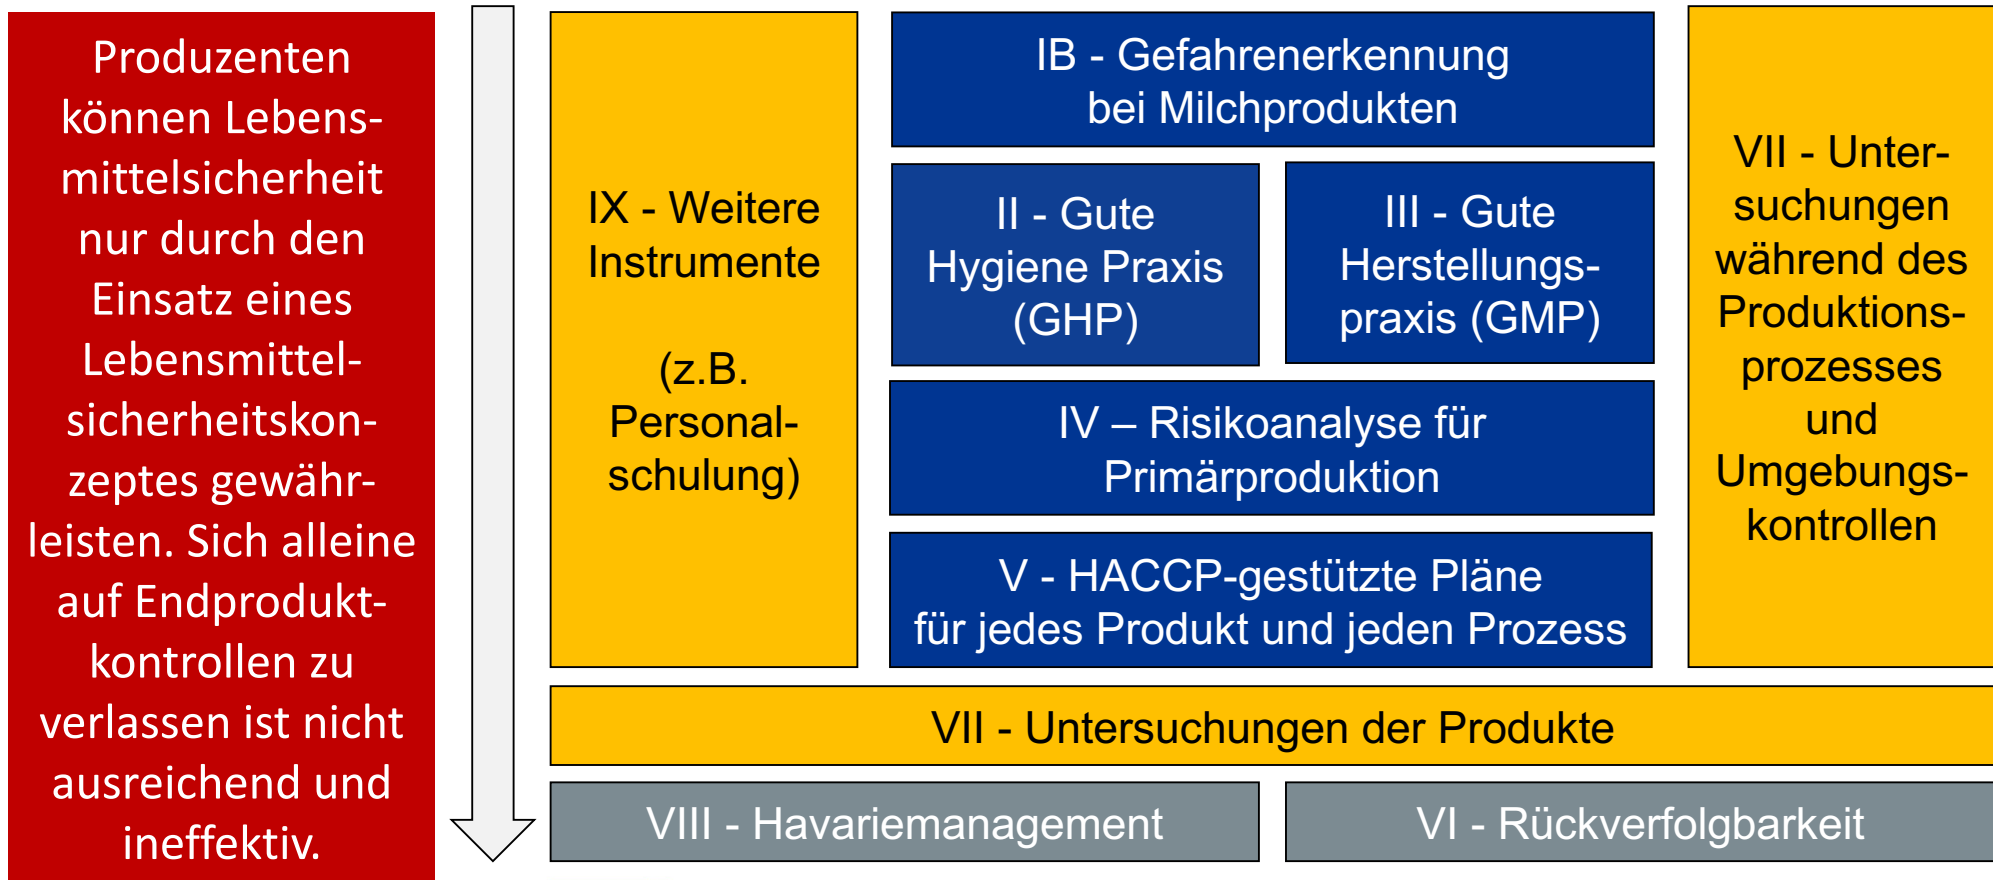 Produzenten
können Lebens-
mittelsicherheit
nur durch den
Einsatz eines
Lebensmittel-
sicherheitskon-
zeptes gewähr-
leisten. Sich alleine
auf Endprodukt-
kontrollen zu
verlassen ist nicht
ausreichend und
ineffektiv.
IX - Weitere
Instrumente
(z.B.
Personal-
schulung)
IB - Gefahrenerkennung
bei Milchprodukten
II - Gute
Hygiene Praxis
(GHP)
III - Gute
Herstellungs-
praxis (GMP)
IV – Risikoanalyse für
Primärproduktion
V - HACCP-gestützte Pläne
für jedes Produkt und jeden Prozess
VII - Unter-
suchungen
während des
Produktions-
prozesses
und
Umgebungs-
kontrollen
VII - Untersuchungen der Produkte
VIII - Havariemanagement
VI - Rückverfolgbarkeit